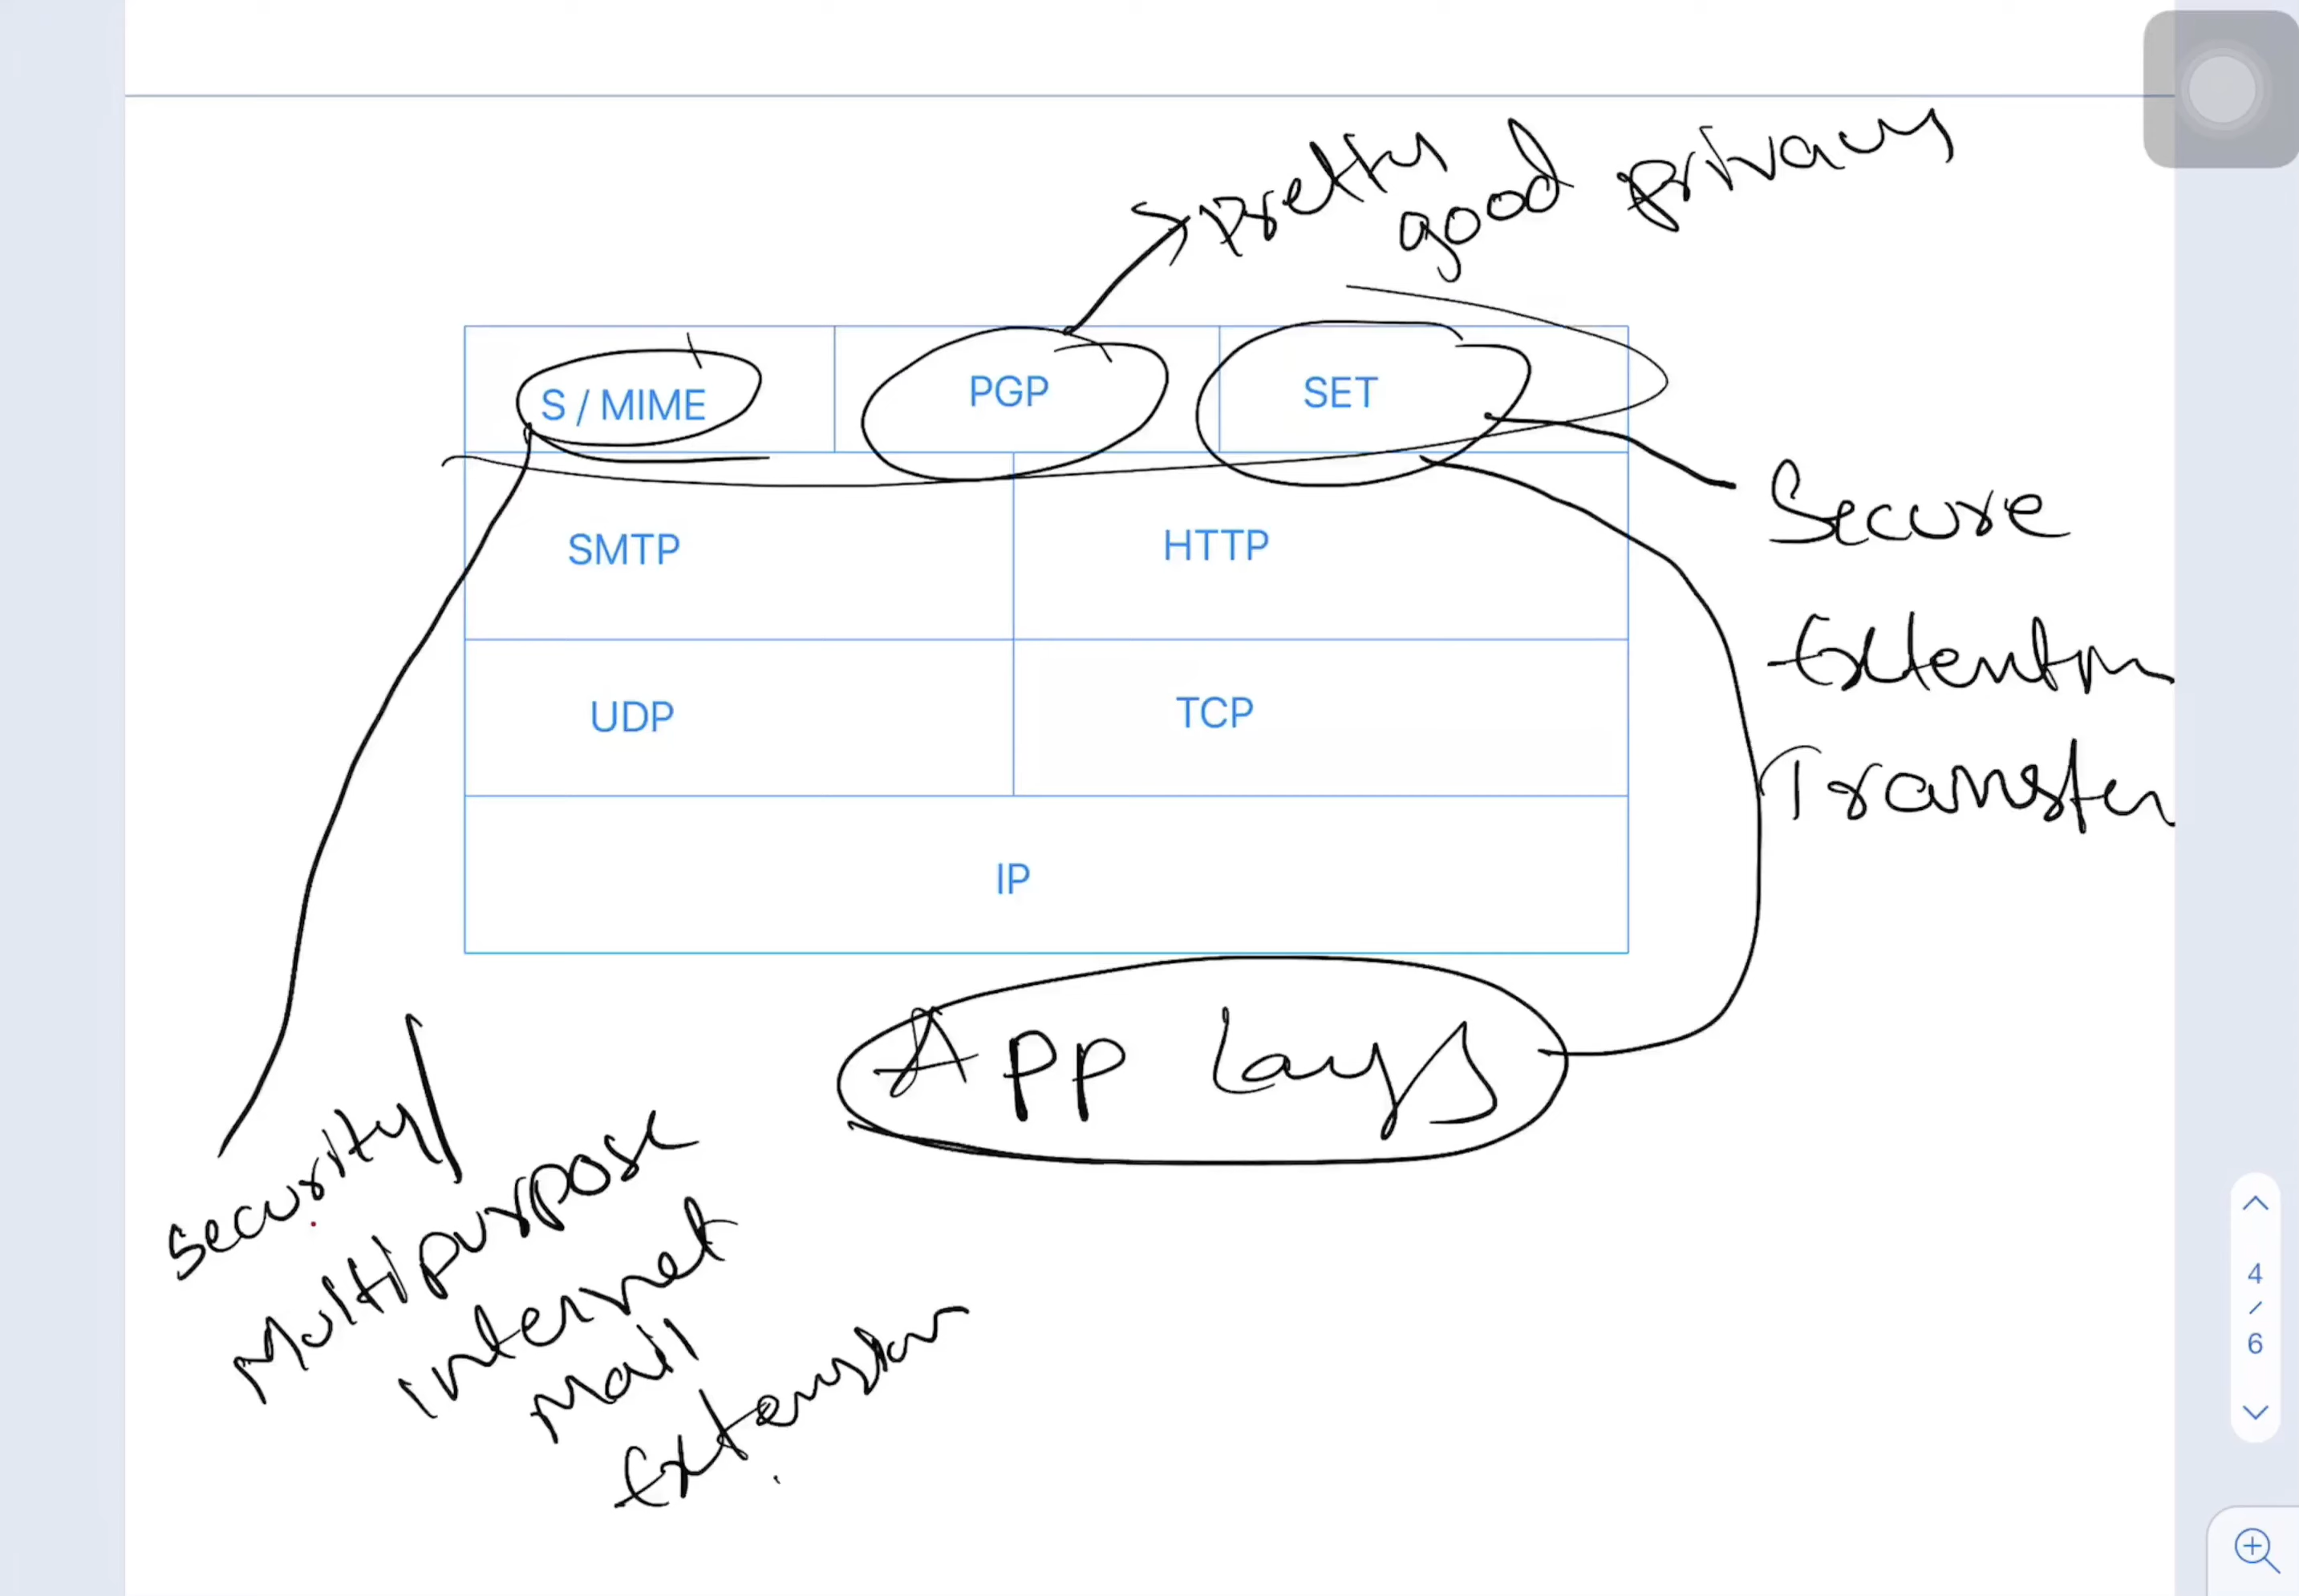 Pretty
good privacy
S / MIME PGP SET
SMTP HTTP
Secure
UDP TCP
Transfer
IP
App
Security/
Multipurpose
Internet
Mail
Extension
4
/
6